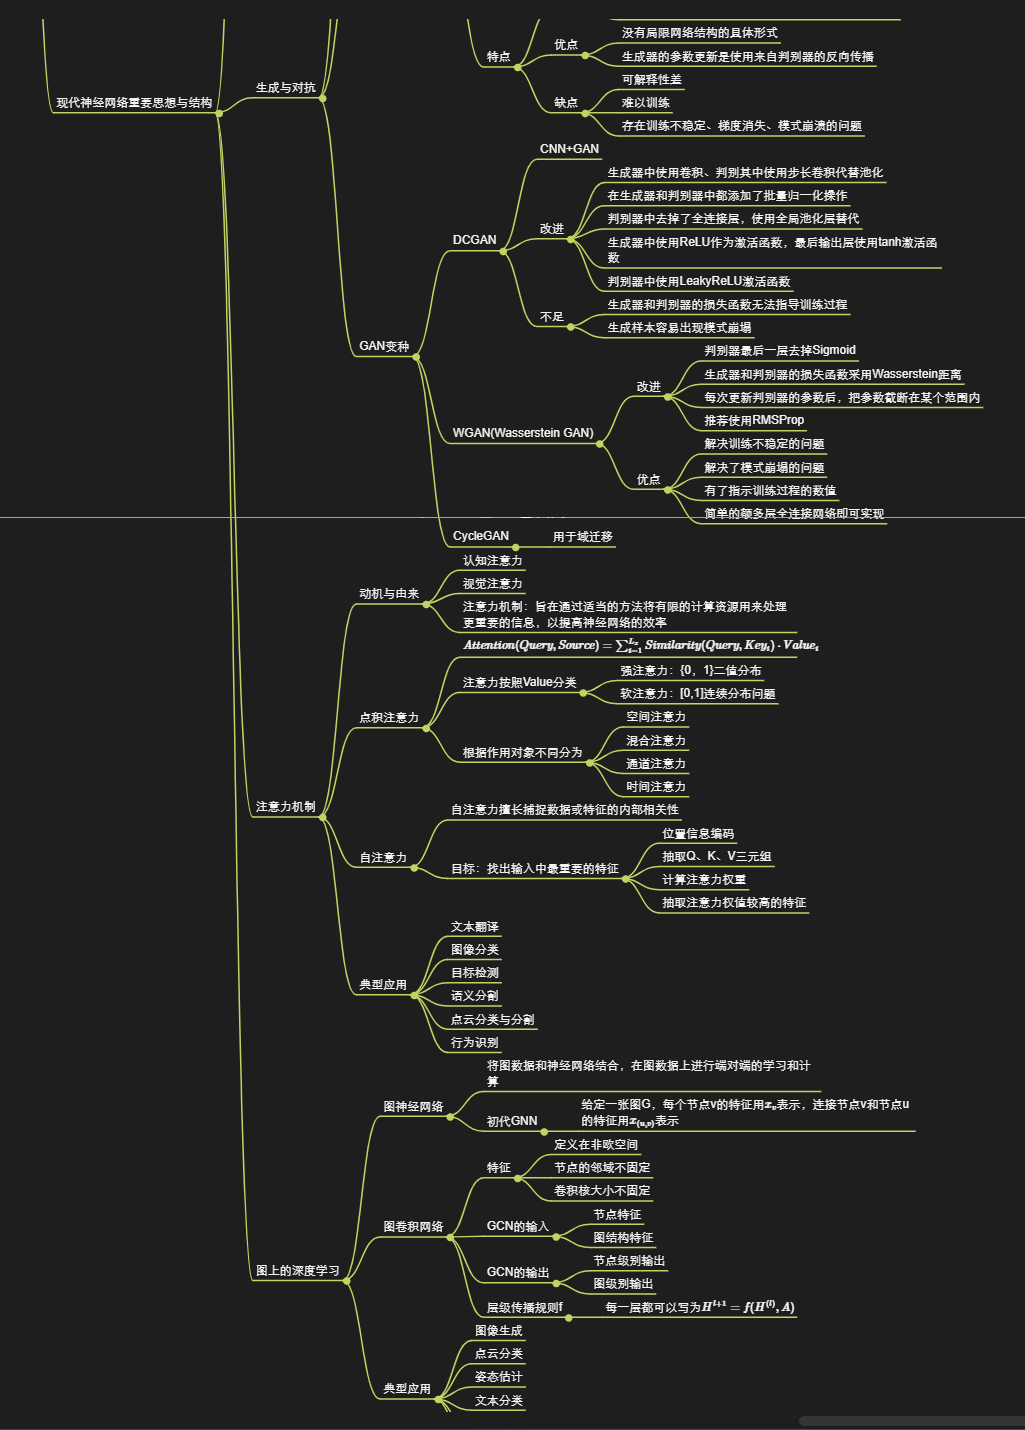 没有局限网络结构的具体形式
优点
特点
生成器的参数更新是使用来自判别器的反向传播
可解释性差
生成与对抗
现代神经网络重要思想与结构
缺点
难以训练
存在训练不稳定、梯度消失、模式崩溃的问题
CNN+GAN
生成器中使用卷积、判别其中使用步长卷积代替池化
在生成器和判别器中都添加了批量归一化操作
判别器中去掉了全连接层，使用全局池化层替代
改进
DCGAN
生成器中使用ReLU作为激活函数，最后输出层使用tanh激活函
数
判别器中使用LeakyReLU激活函数
生成器和判别器的损失函数无法指导训练过程
不足
生成样本容易出现模式崩塌
GAN变种
判别器最后一层去掉Sigmoid
生成器和判别器的损失函数采用Wasserstein距离
改进
每次更新判别器的参数后，把参数截断在某个范围内
推荐使用RMSProp
WGAN(Wasserstein GAN)
解决训练不稳定的问题
解决了模式崩塌的问题
优点
有了指示训练过程的数值
简单的额多层全连接网络即可实现
CycleGAN
用于域迁移
认知注意力
视觉注意力
动机与由来
注意力机制：旨在通过适当的方法将有限的计算资源用来处理
更重要的信息，以提高神经网络的效率
Attention(Query, Source) = ∑_{i=1}^{L_x} Similarity(Query, Key_i) · Value_i
强注意力：{0，1}二值分布
注意力按照Value分类
软注意力：[0,1]连续分布问题
点积注意力
空间注意力
混合注意力
根据作用对象不同分为
通道注意力
时间注意力
注意力机制
自注意力擅长捕捉数据或特征的内部相关性
自注意力
位置信息编码
抽取Q、K、V三元组
目标：找出输入中最重要的特征
计算注意力权重
抽取注意力权值较高的特征
文本翻译
图像分类
目标检测
典型应用
语义分割
点云分类与分割
行为识别
将图数据和神经网络结合，在图数据上进行端对端的学习和计
算
图神经网络
给定一张图G，每个节点v的特征用x_v表示，连接节点v和节点u
初代GNN
的特征用x_(u,v)表示
定义在非欧空间
特征
节点的邻域不固定
卷积核大小不固定
节点特征
图卷积网络
GCN的输入
图结构特征
节点级别输出
GCN的输出
图级别输出
图上的深度学习
层级传播规则f
每一层都可以写为H^{l+1} = f(H^{(l)}, A)
图像生成
点云分类
姿态估计
典型应用
文本分类